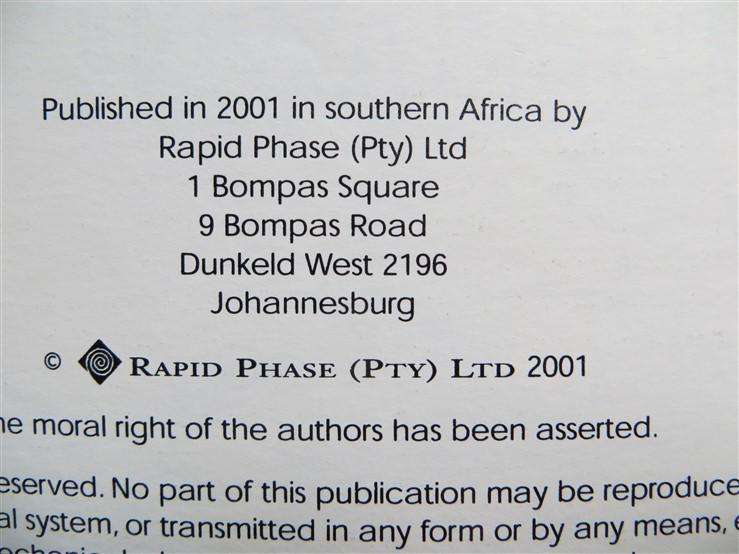 Published in 2001 in southern Africa by
Rapid Phase (Pty) Ltd
1 Bompas Square
9 Bompas Road
Dunkeld West 2196
Johannesburg
© RAPID PHASE (PTY) LTD 2001
moral right of the authors has been asserted.
No part of this publication may be
system, or transmitted in any form or by any means,